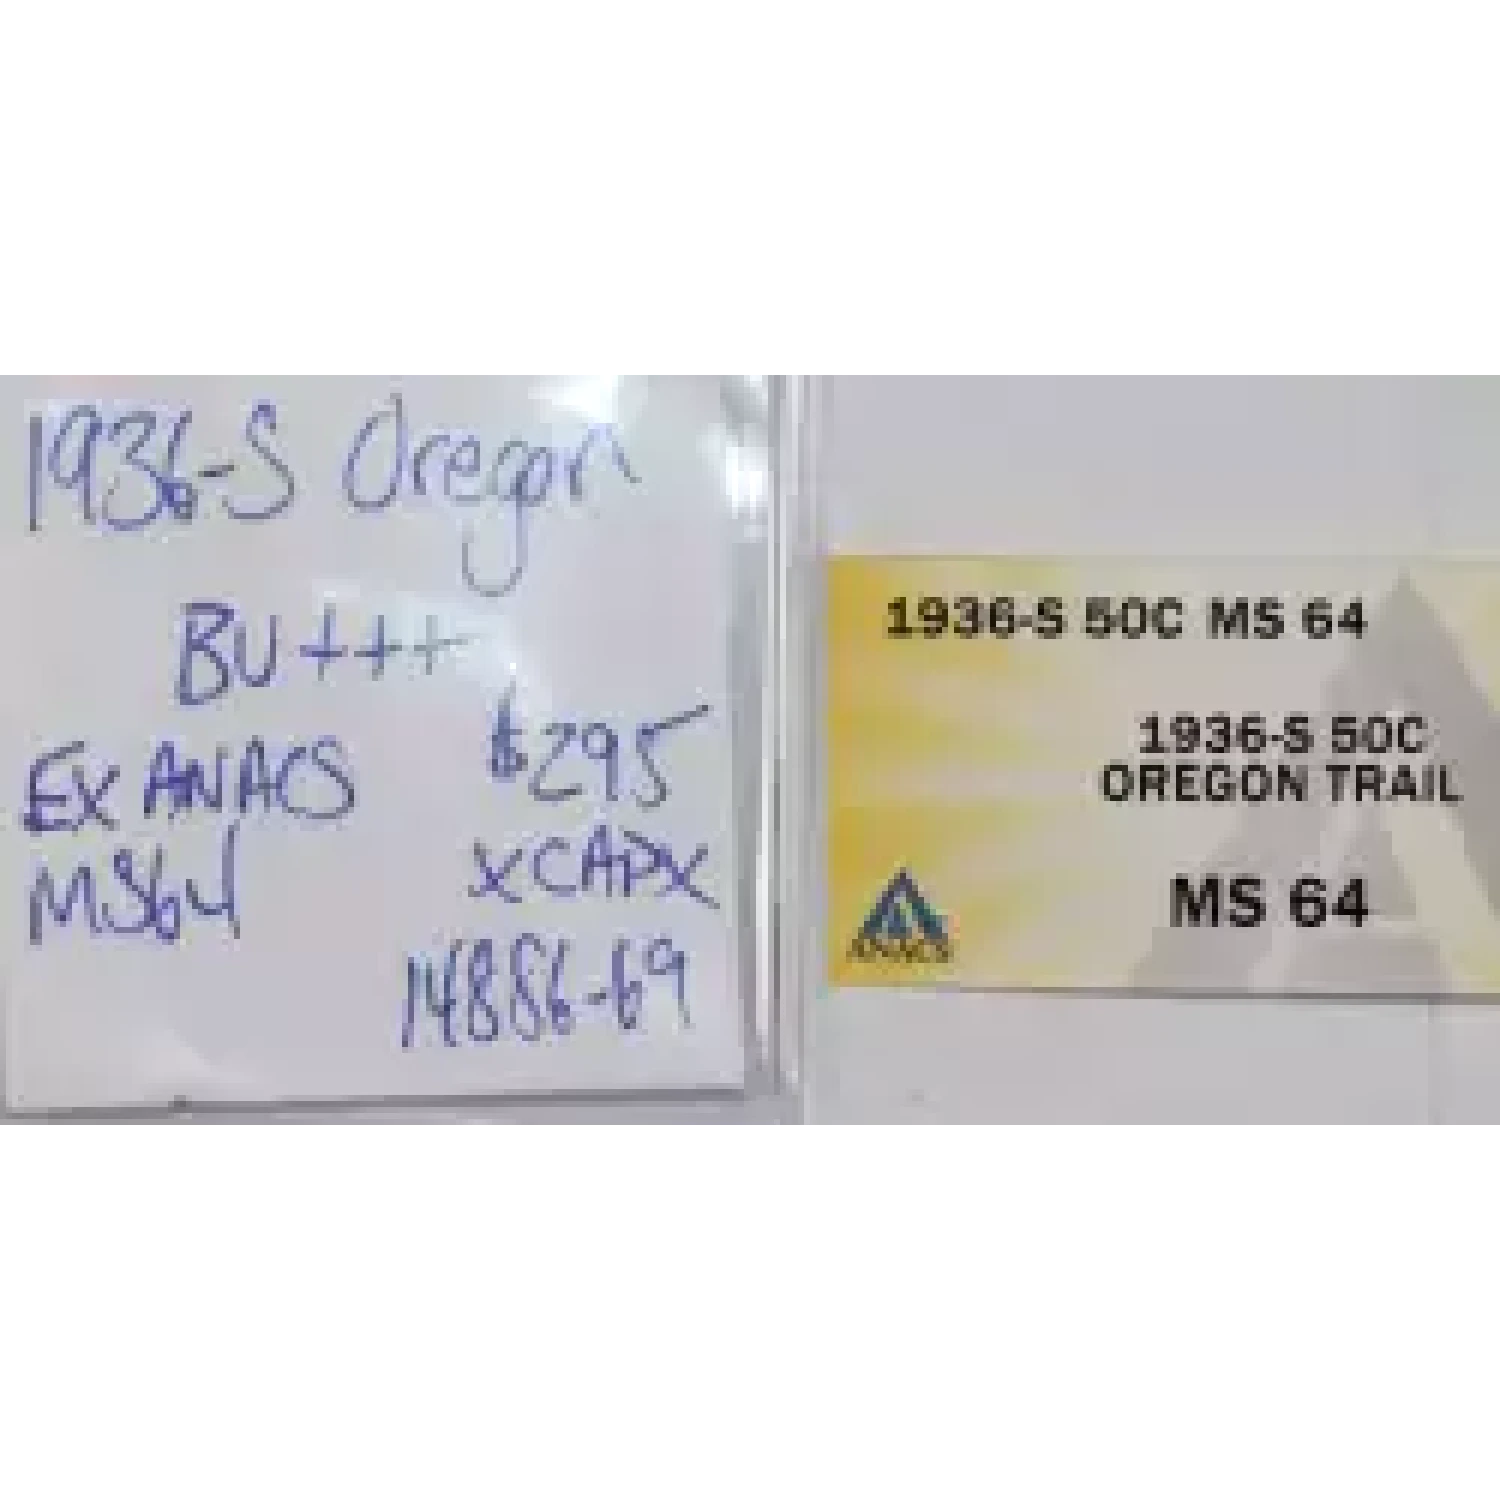 1936-S Oregon
BU+++
EX ANACS
MS64
$295
XCAPX
14886-69
1936-S 50C MS 64
1936-S 50C
OREGON TRAIL
MS 64
ANACS